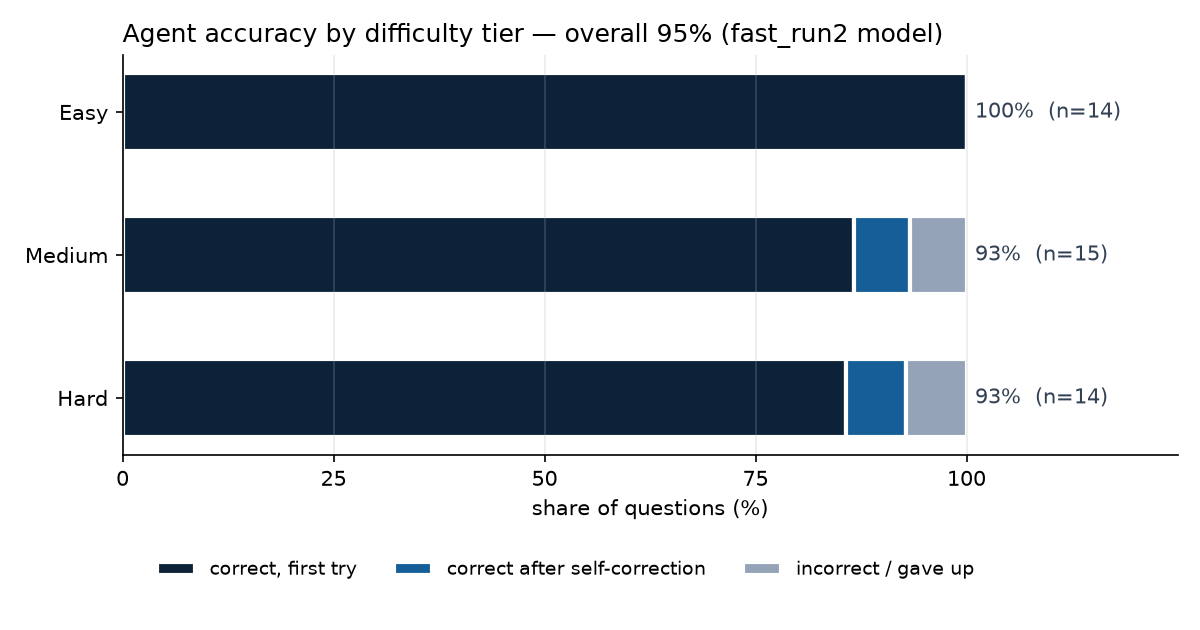 Agent accuracy by difficulty tier — overall 95% (fast_run2 model)
Easy
100% (n=14)
Medium
93% (n=15)
Hard
93% (n=14)
0 25 50 75 100
share of questions (%)
correct, first try correct after self-correction incorrect / gave up